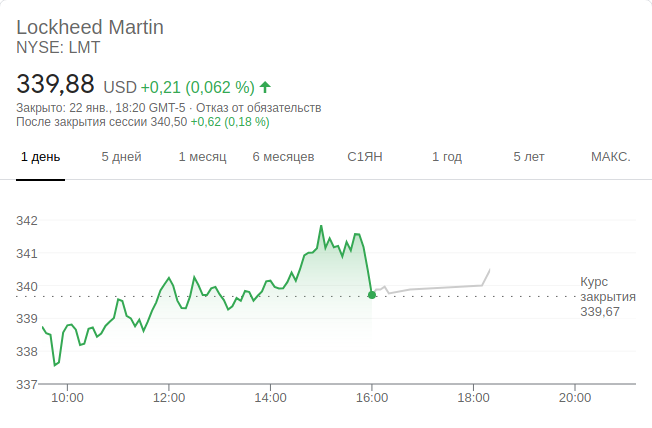 Lockheed Martin
NYSE: LMT
339,88 USD +0,21 (0,062 %)
Закрыто: 22 янв., 18:20 GMT-5 · Отказ от обязательств
После закрытия сессии 340,50 +0,62 (0,18 %)
1 день 5 дней 1 месяц 6 месяцев С1ЯН 1 год 5 лет МАКС.
342
341
340
339
338
337
Курс
закрытия
339,67
10:00 12:00 14:00 16:00 18:00 20:00